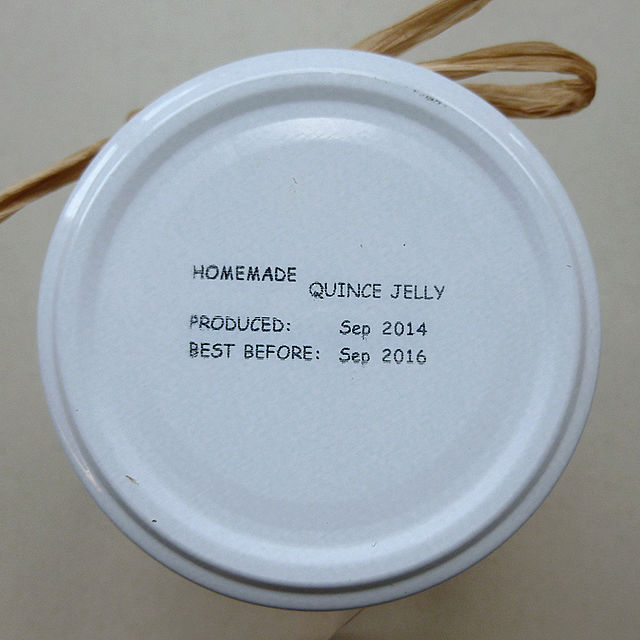 HOMEMADE
QUINCE JELLY
PRODUCED: Sep 2014
BEST BEFORE: Sep 2016